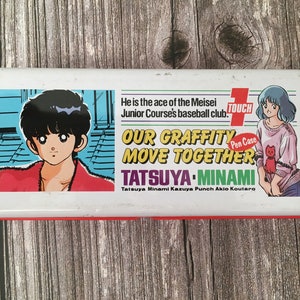 He is the ace of the Meisei
Junior Course's baseball club.
TOUCH
OUR GRAFFITY
MOVE TOGETHER
Pen Case
TATSUYA·MINAMI
Tatsuya Minami Kazuya Punch Akio Koutaro